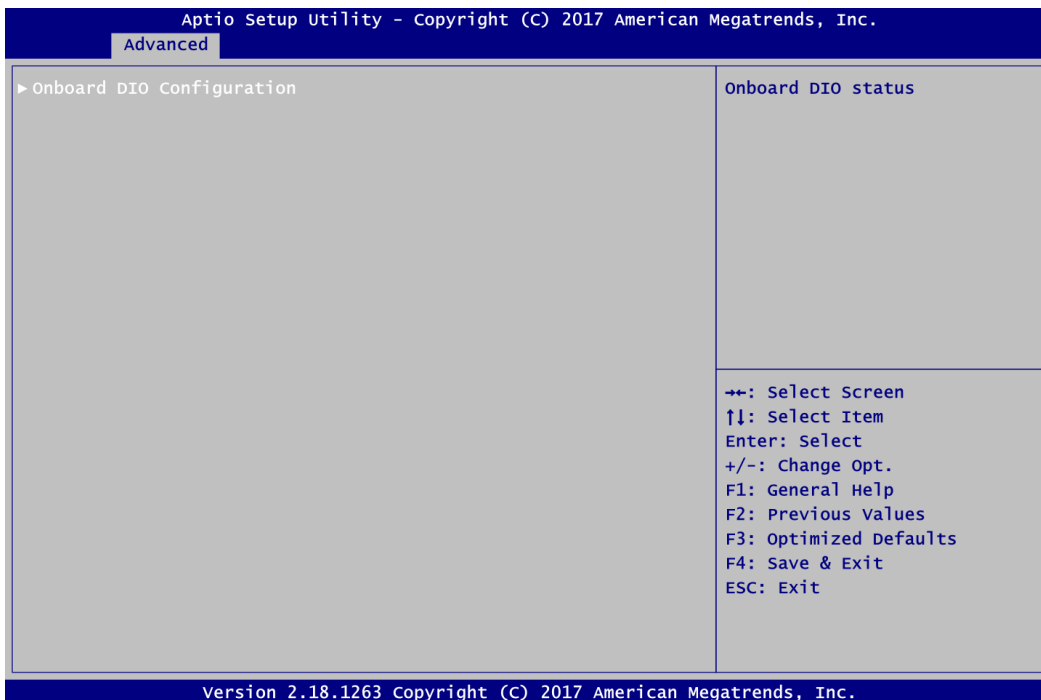 Aptio Setup Utility - Copyright (C) 2017 American Megatrends, Inc.
Advanced
▶ Onboard DIO Configuration
Onboard DIO status
→←: Select Screen
↑↓: Select Item
Enter: Select
+/-: Change Opt.
F1: General Help
F2: Previous Values
F3: Optimized Defaults
F4: Save & Exit
ESC: Exit
Version 2.18.1263 Copyright (C) 2017 American Megatrends, Inc.